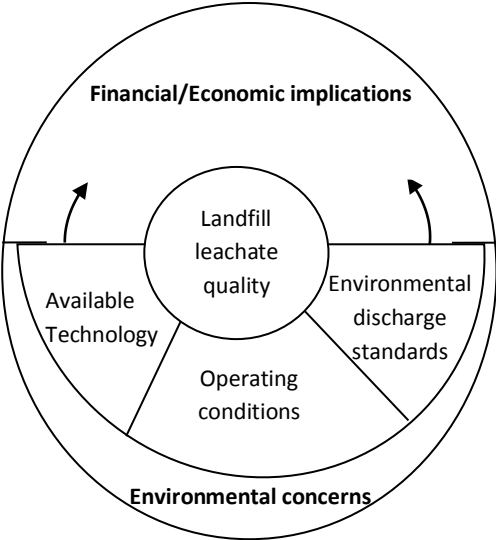 Financial/Economic implications
Landfill
leachate
quality
Available
Technology
Environmental
discharge
standards
Operating
conditions
Environmental concerns